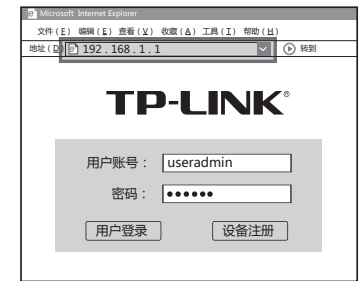 Microsoft Internet Explorer
文件(F) 编辑(E) 查看(V) 收藏(A) 工具(I) 帮助(H)
地址(D) 192.168.1.1 转到
TP-LINK®
用户账号： useradmin
密码： ●●●●●●
用户登录 设备注册